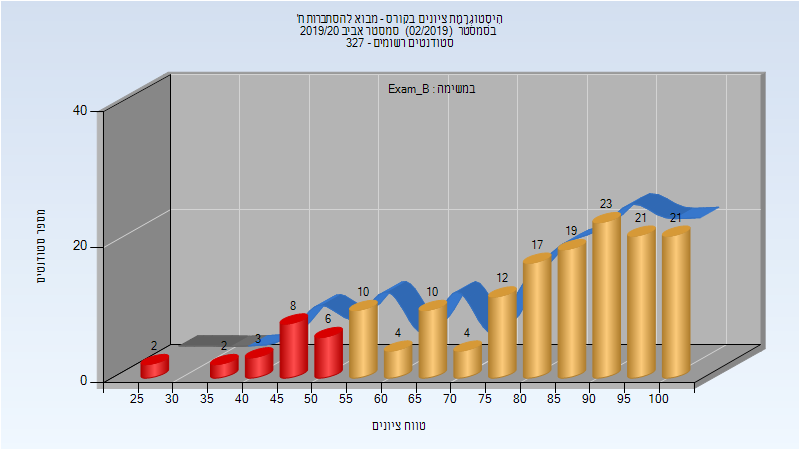 היסטוגרמת ציונים בקורס - מבוא להסתברות ח'
בסמסטר (02/2019) סמסטר אביב 2019/20
סטודנטים רשומים - 327
במשימה : Exam_B
מספר סטודנטים
40
20
0
2
2
3
8
6
10
4
10
4
12
17
19
23
21
21
25 30 35 40 45 50 55 60 65 70 75 80 85 90 95 100
טווח ציונים